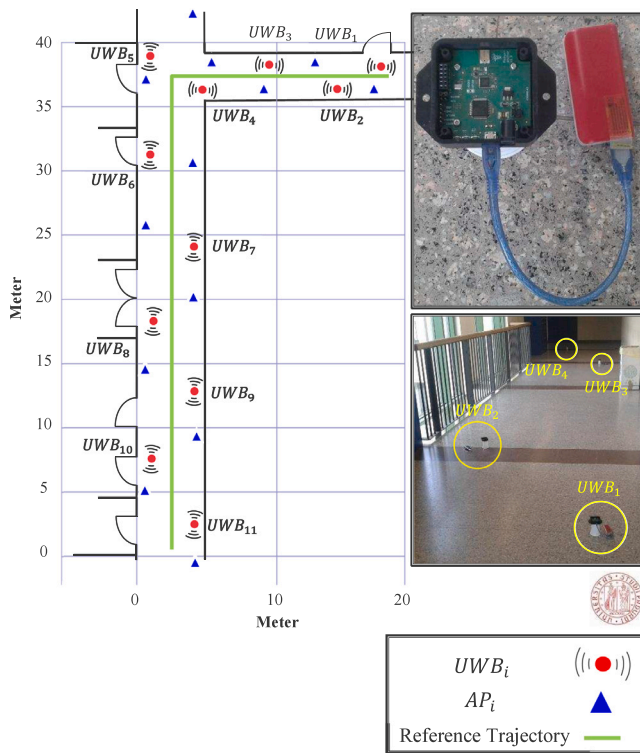 40
35
30
25
20
15
10
5
0
Meter
0
10
20
Meter
UWB₅
UWB₃
UWB₁
UWB₄
UWB₂
UWB₆
UWB₇
UWB₈
UWB₉
UWB₁₀
UWB₁₁
UWB₄
UWB₃
UWB₂
UWB₁
UWBᵢ
APᵢ
Reference Trajectory